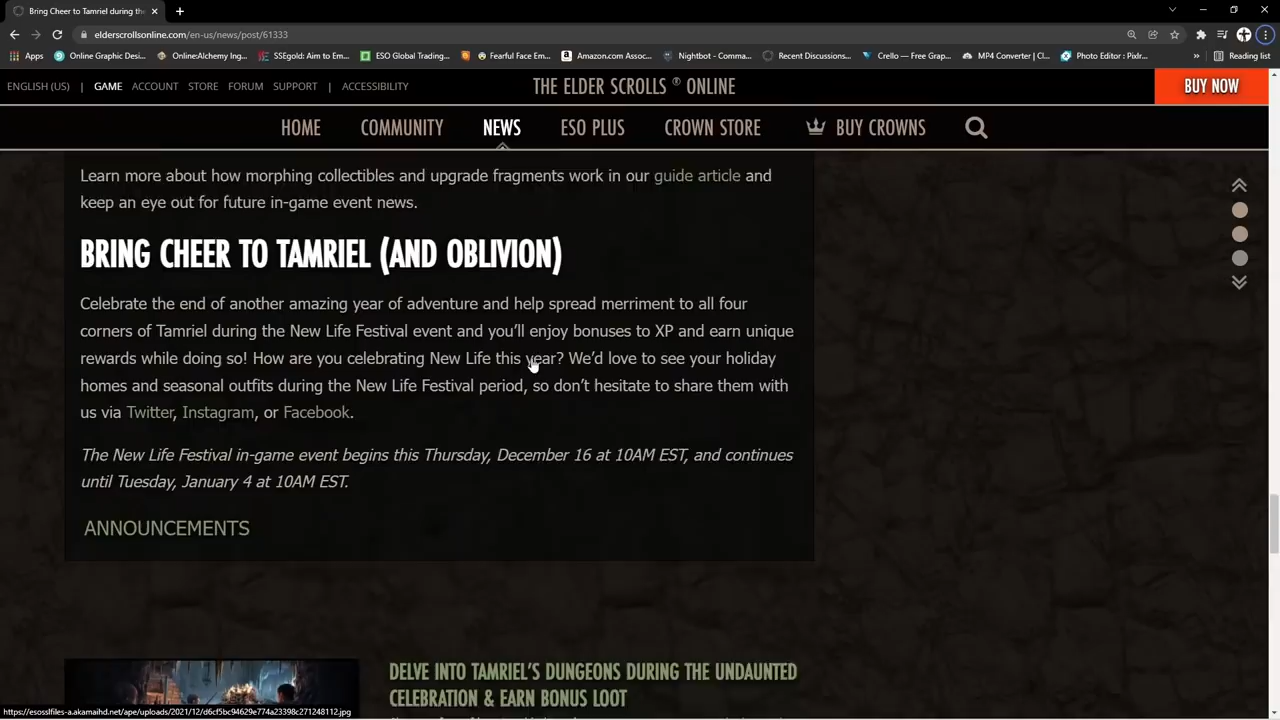 Bring Cheer to Tamriel during the
elderscrollsonline.com/en-us/news/post/61333
Apps
Online Graphic Desi...
OnlineAlchemy Ing...
SSEgold: Aim to Em...
ESO Global Trading...
Fearful Face Em...
Amazon.com Assoc...
Nightbot - Comma...
Recent Discussions...
Crello — Free Grap...
MP4 Converter | Cl...
Photo Editor : Pixlr...
»
Reading list
ENGLISH (US) | GAME ACCOUNT STORE FORUM SUPPORT | ACCESSIBILITY
THE ELDER SCROLLS ® ONLINE
BUY NOW
HOME COMMUNITY NEWS ESO PLUS CROWN STORE BUY CROWNS
Learn more about how morphing collectibles and upgrade fragments work in our guide article and
keep an eye out for future in-game event news.
BRING CHEER TO TAMRIEL (AND OBLIVION)
Celebrate the end of another amazing year of adventure and help spread merriment to all four
corners of Tamriel during the New Life Festival event and you’ll enjoy bonuses to XP and earn unique
rewards while doing so! How are you celebrating New Life this year? We’d love to see your holiday
homes and seasonal outfits during the New Life Festival period, so don’t hesitate to share them with
us via Twitter, Instagram, or Facebook.
The New Life Festival in-game event begins this Thursday, December 16 at 10AM EST, and continues
until Tuesday, January 4 at 10AM EST.
ANNOUNCEMENTS
DELVE INTO TAMRIEL’S DUNGEONS DURING THE UNDAUNTED
CELEBRATION & EARN BONUS LOOT
https://esosslfiles-a.akamaihd.net/ape/uploads/2021/12/d6cf5bc94629e774a23398c271248112.jpg